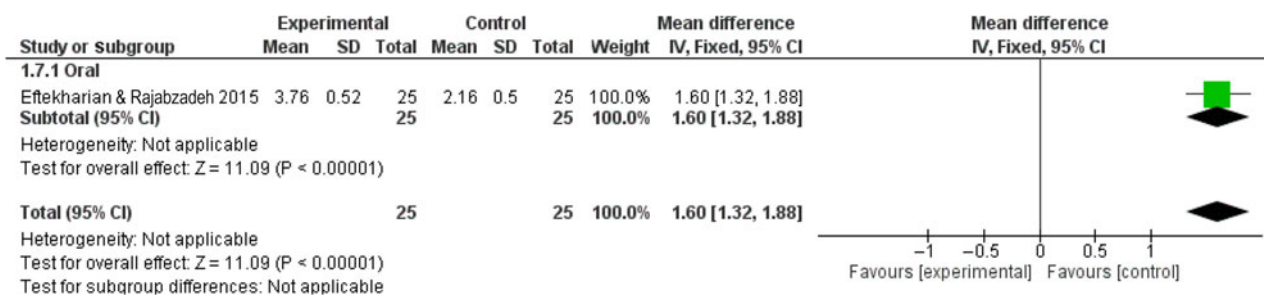 Experimental Control Mean difference Mean difference
Study or subgroup Mean SD Total Mean SD Total Weight IV, Fixed, 95% CI IV, Fixed, 95% CI
1.7.1 Oral
Eftekharian & Rajabzadeh 2015 3.76 0.52 25 2.16 0.5 25 100.0% 1.60 [1.32, 1.88]
Subtotal (95% CI) 25 25 100.0% 1.60 [1.32, 1.88]
Heterogeneity: Not applicable
Test for overall effect: Z = 11.09 (P < 0.00001)
Total (95% CI) 25 25 100.0% 1.60 [1.32, 1.88]
Heterogeneity: Not applicable
Test for overall effect: Z = 11.09 (P < 0.00001)
Test for subgroup differences: Not applicable
-1 -0.5 0 0.5 1
Favours [experimental] Favours [control]